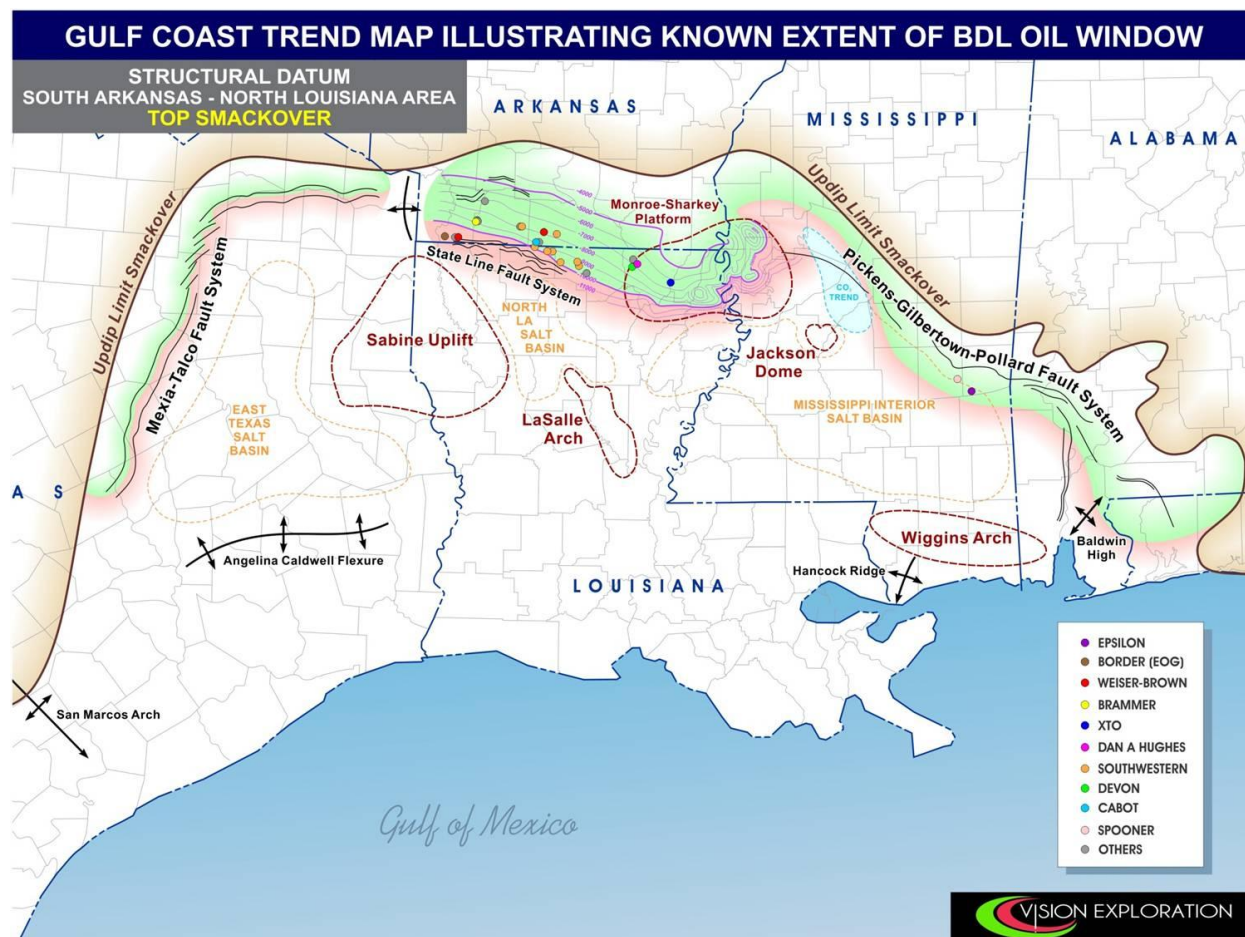 GULF COAST TREND MAP ILLUSTRATING KNOWN EXTENT OF BDL OIL WINDOW
STRUCTURAL DATUM
SOUTH ARKANSAS - NORTH LOUISIANA AREA
TOP SMACKOVER
ARKANSAS
MISSISSIPPI
ALABAMA
Updip Limit Smackover
Mexia-Talco Fault System
-4000
-5000
-6000
-7000
-11000
Monroe-Sharkey
Platform
State Line Fault System
Updip Limit Smackover
Pickens-Gilbertown-Pollard Fault System
CO2
TREND
Sabine Uplift
NORTH
LA
SALT
BASIN
Jackson
Dome
EAST
TEXAS
SALT
BASIN
LaSalle
Arch
MISSISSIPPI INTERIOR
SALT BASIN
A S
Angelina Caldwell Flexure
Wiggins Arch
Baldwin
High
Hancock Ridge
LOUISIANA
San Marcos Arch
Gulf of Mexico
EPSILON
BORDER (EOG)
WEISER-BROWN
BRAMMER
XTO
DAN A HUGHES
SOUTHWESTERN
DEVON
CABOT
SPOONER
OTHERS
VISION EXPLORATION